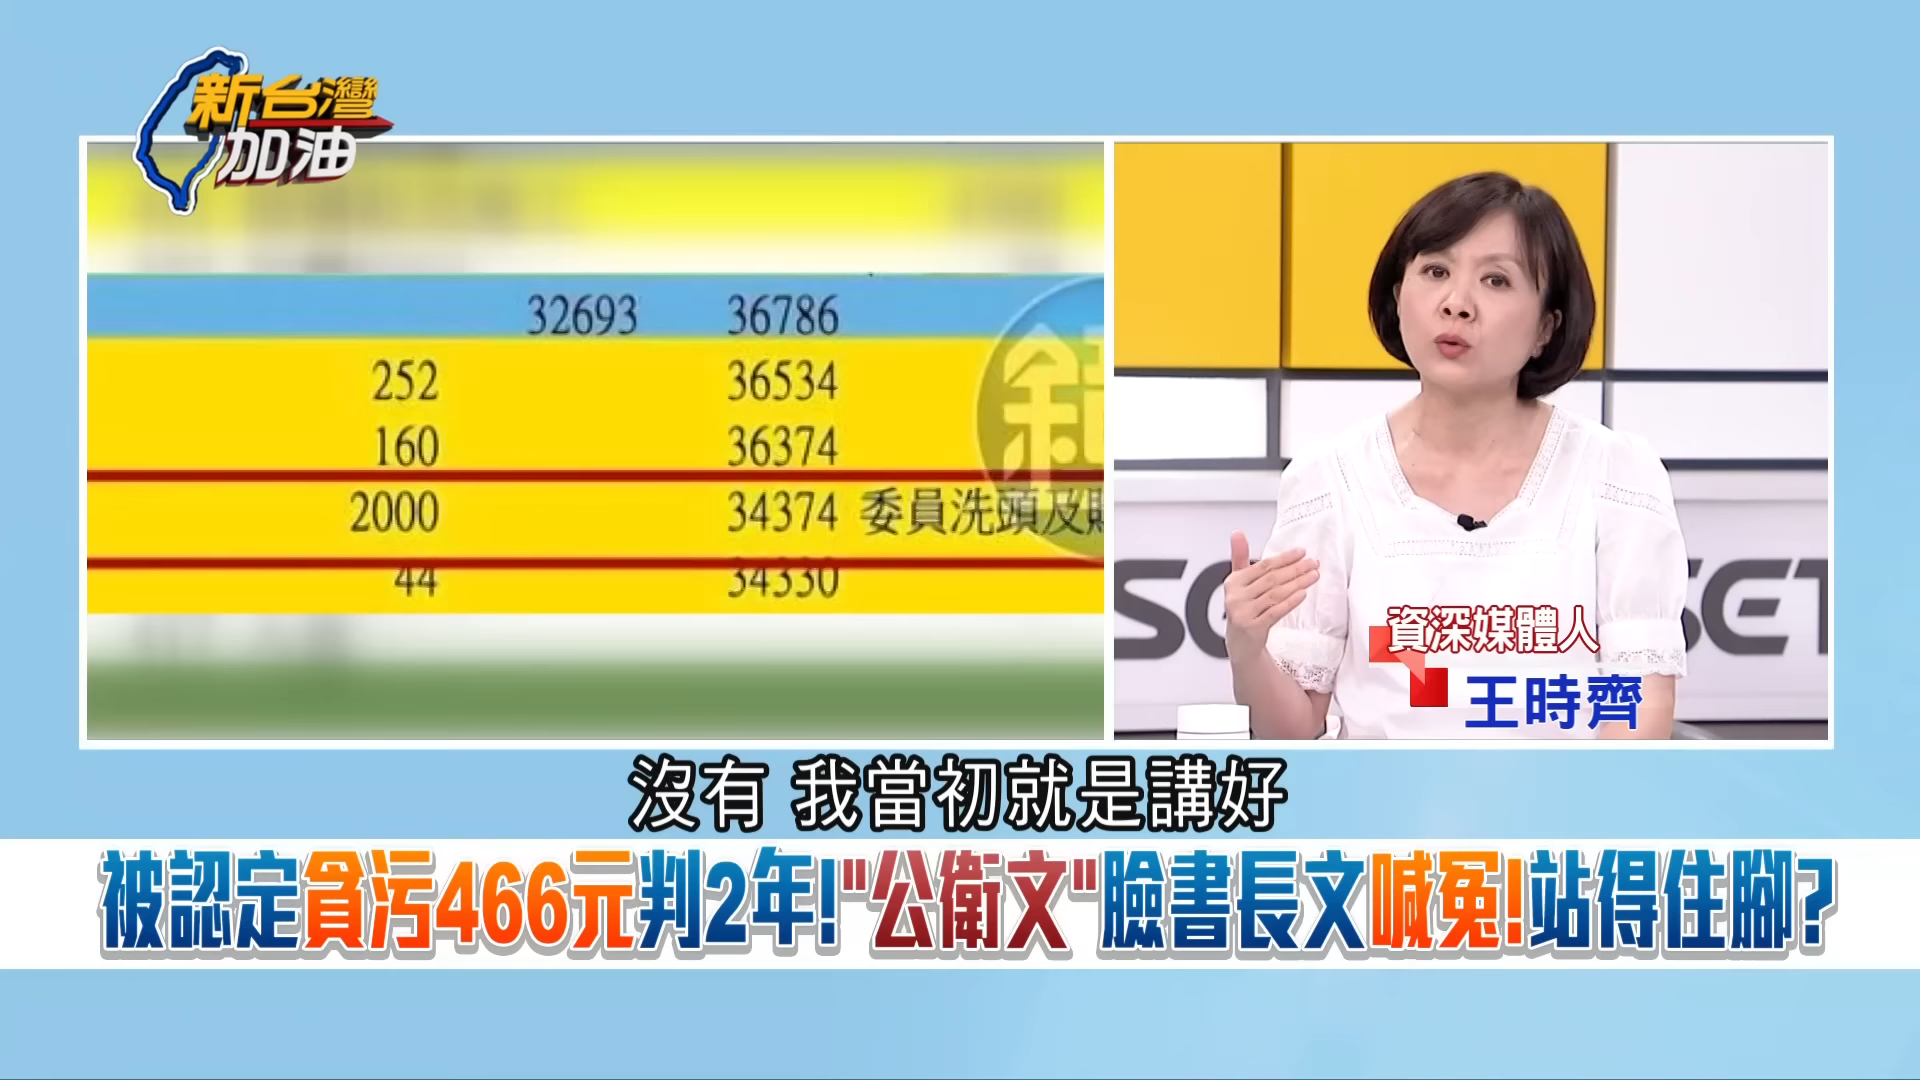 新台灣
加油
32693 36786
252 36534
160 36374
2000 34374 委員洗頭及
44 34330
SET
資深媒體人
王時齊
沒有 我當初就是講好
被認定貪污466元判2年!"公衛文"臉書長文喊冤!站得住腳?